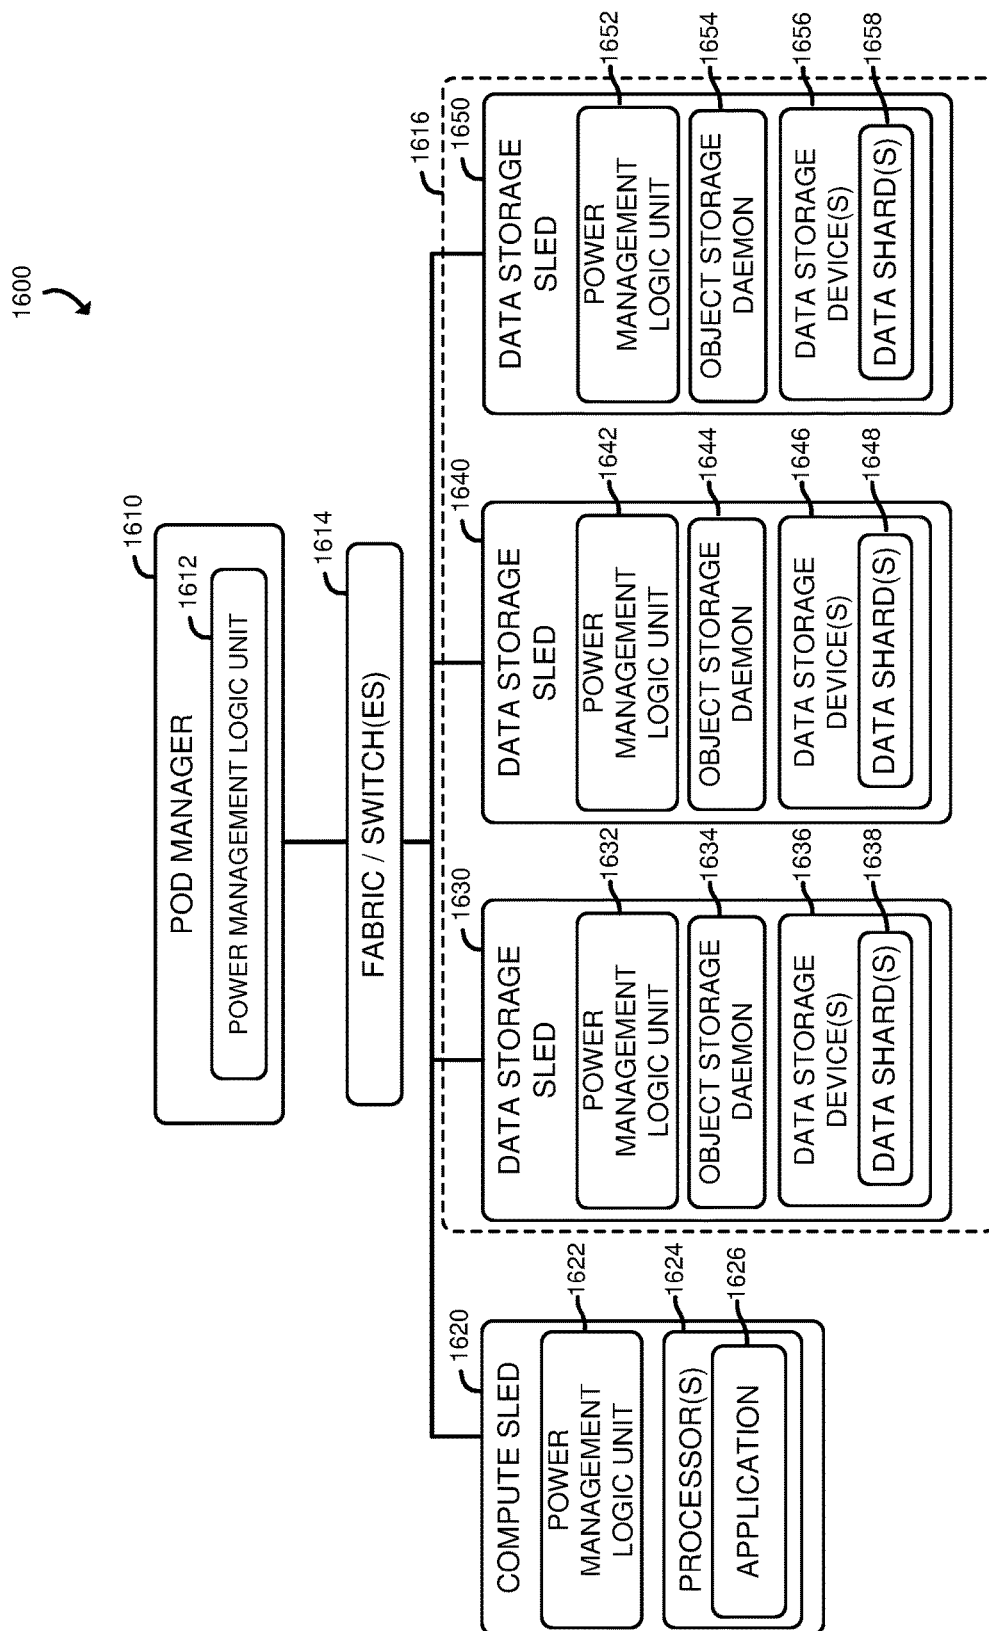 1600
1610
POD MANAGER
1612
POWER MANAGEMENT LOGIC UNIT
1614
FABRIC / SWITCH(ES)
1616
1620
COMPUTE SLED
1622
POWER
MANAGEMENT
LOGIC UNIT
1624
PROCESSOR(S)
1626
APPLICATION
1630
DATA STORAGE
SLED
1632
POWER
MANAGEMENT
LOGIC UNIT
1634
OBJECT STORAGE
DAEMON
1636
DATA STORAGE
DEVICE(S)
1638
DATA SHARD(S)
1640
DATA STORAGE
SLED
1642
POWER
MANAGEMENT
LOGIC UNIT
1644
OBJECT STORAGE
DAEMON
1646
DATA STORAGE
DEVICE(S)
1648
DATA SHARD(S)
1650
DATA STORAGE
SLED
1652
POWER
MANAGEMENT
LOGIC UNIT
1654
OBJECT STORAGE
DAEMON
1656
DATA STORAGE
DEVICE(S)
1658
DATA SHARD(S)